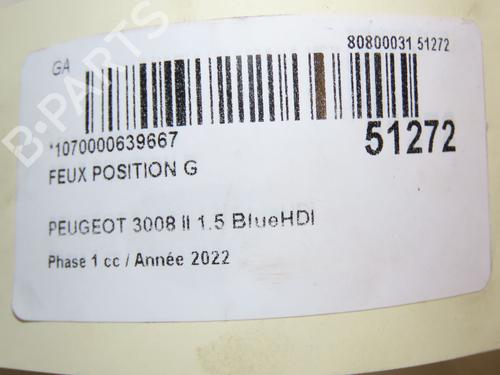 GA
80800031 51272
*1070000639667
51272
FEUX POSITION G
PEUGEOT 3008 II 1.5 BlueHDI
Phase 1 cc / Année 2022
B-PARTS